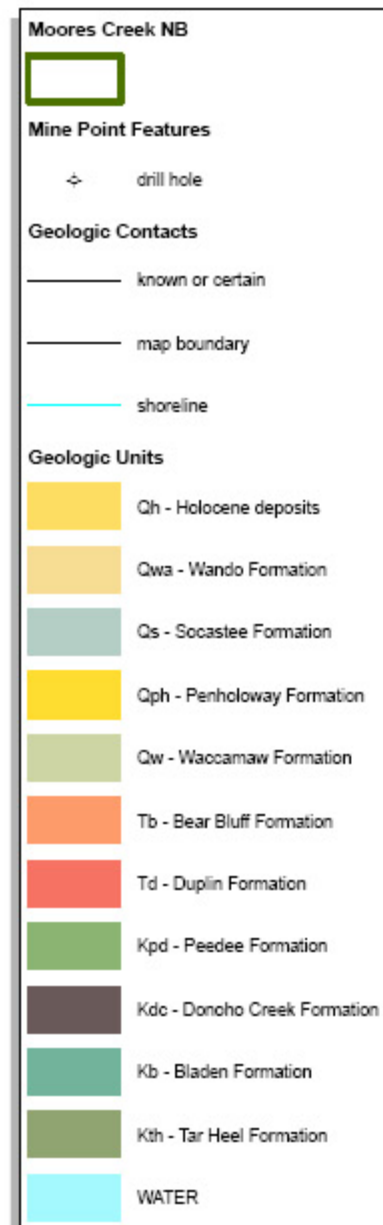 Moores Creek NB
Mine Point Features
drill hole
Geologic Contacts
known or certain
map boundary
shoreline
Geologic Units
Qh - Holocene deposits
Qwa - Wando Formation
Qs - Socastee Formation
Qph - Penholoway Formation
Qw - Waccamaw Formation
Tb - Bear Bluff Formation
Td - Duplin Formation
Kpd - Peedee Formation
Kdc - Donoho Creek Formation
Kb - Bladen Formation
Kth - Tar Heel Formation
WATER